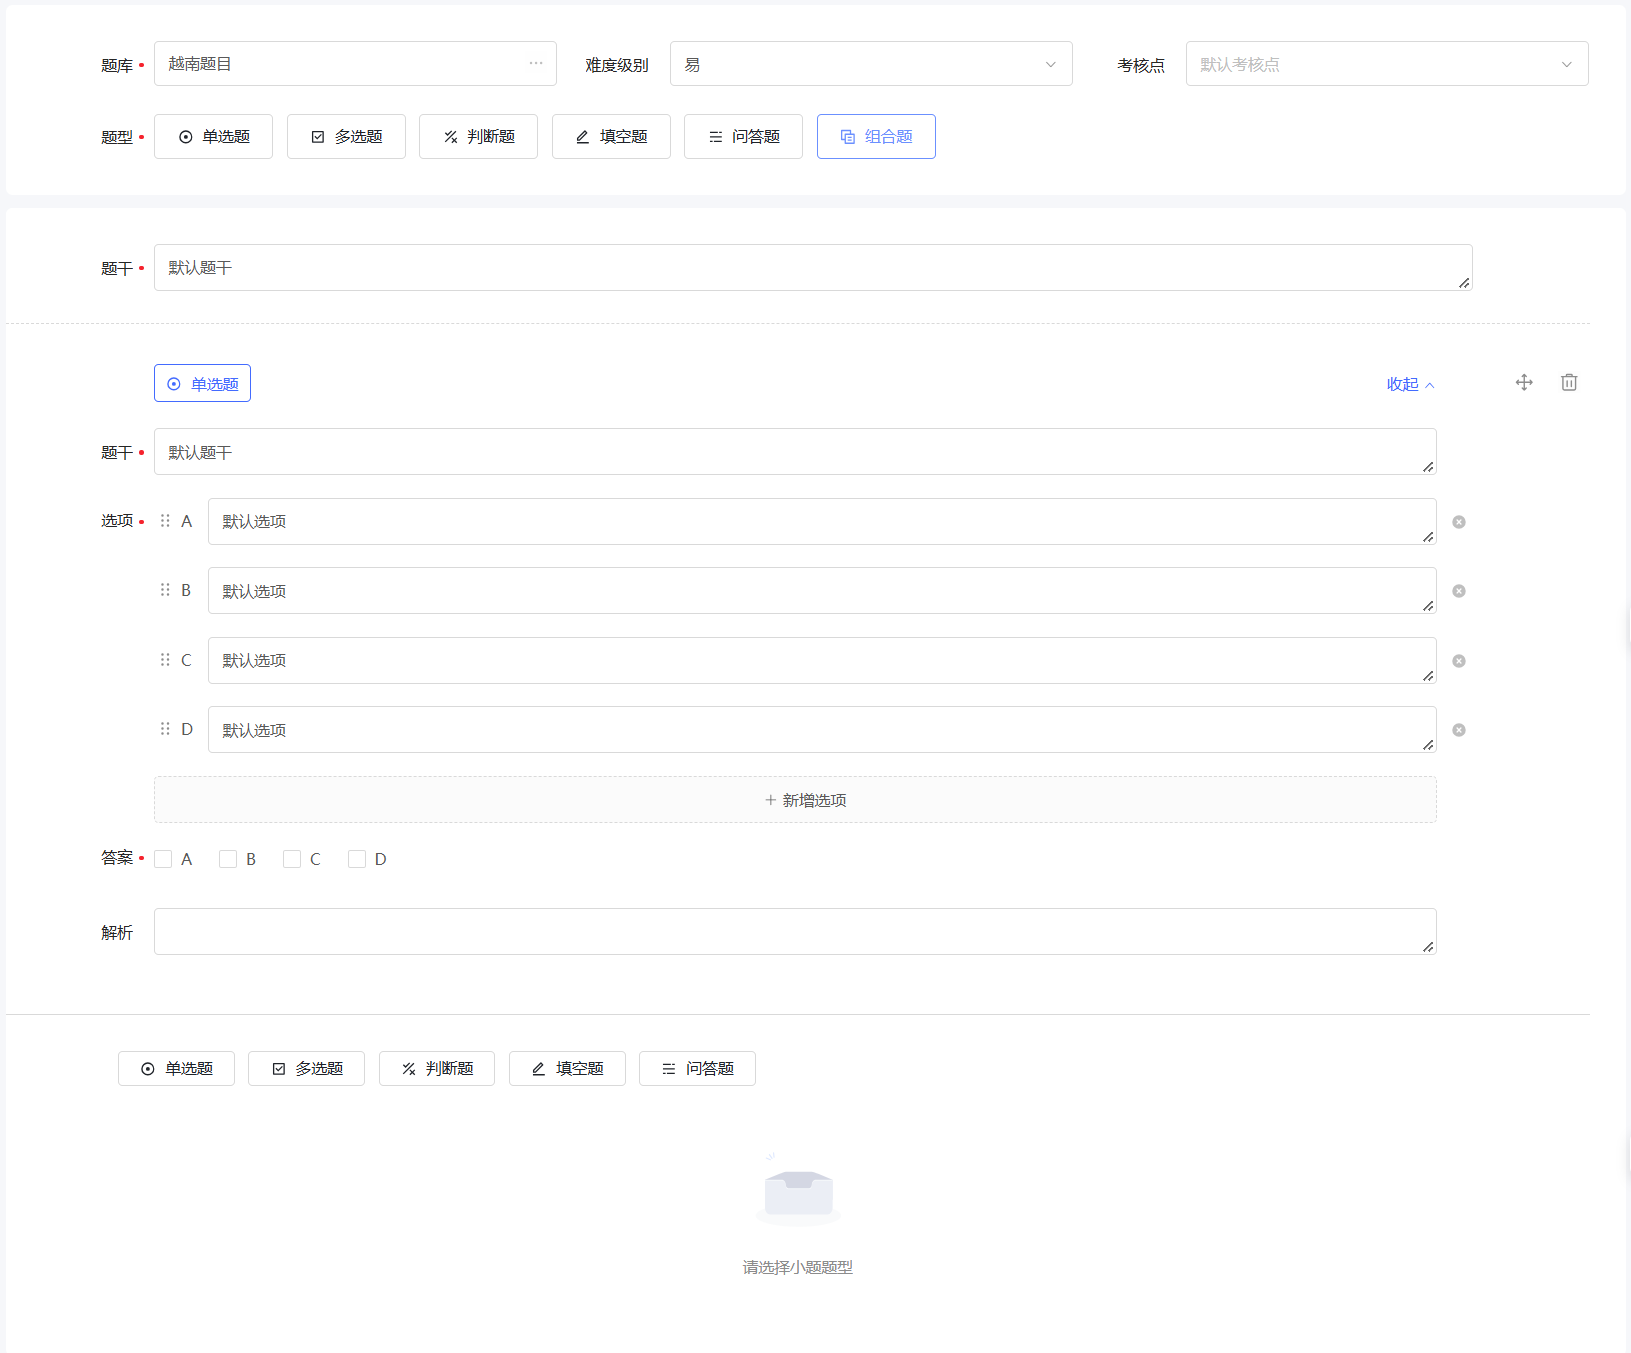 题库 越南题目 ··· 难度级别 易 考核点 默认考核点
题型 单选题 多选题 判断题 填空题 问答题 组合题
题干 默认题干
单选题 收起
题干 默认题干
选项 A 默认选项
B 默认选项
C 默认选项
D 默认选项
+ 新增选项
答案 A B C D
解析
单选题 多选题 判断题 填空题 问答题
请选择小题题型